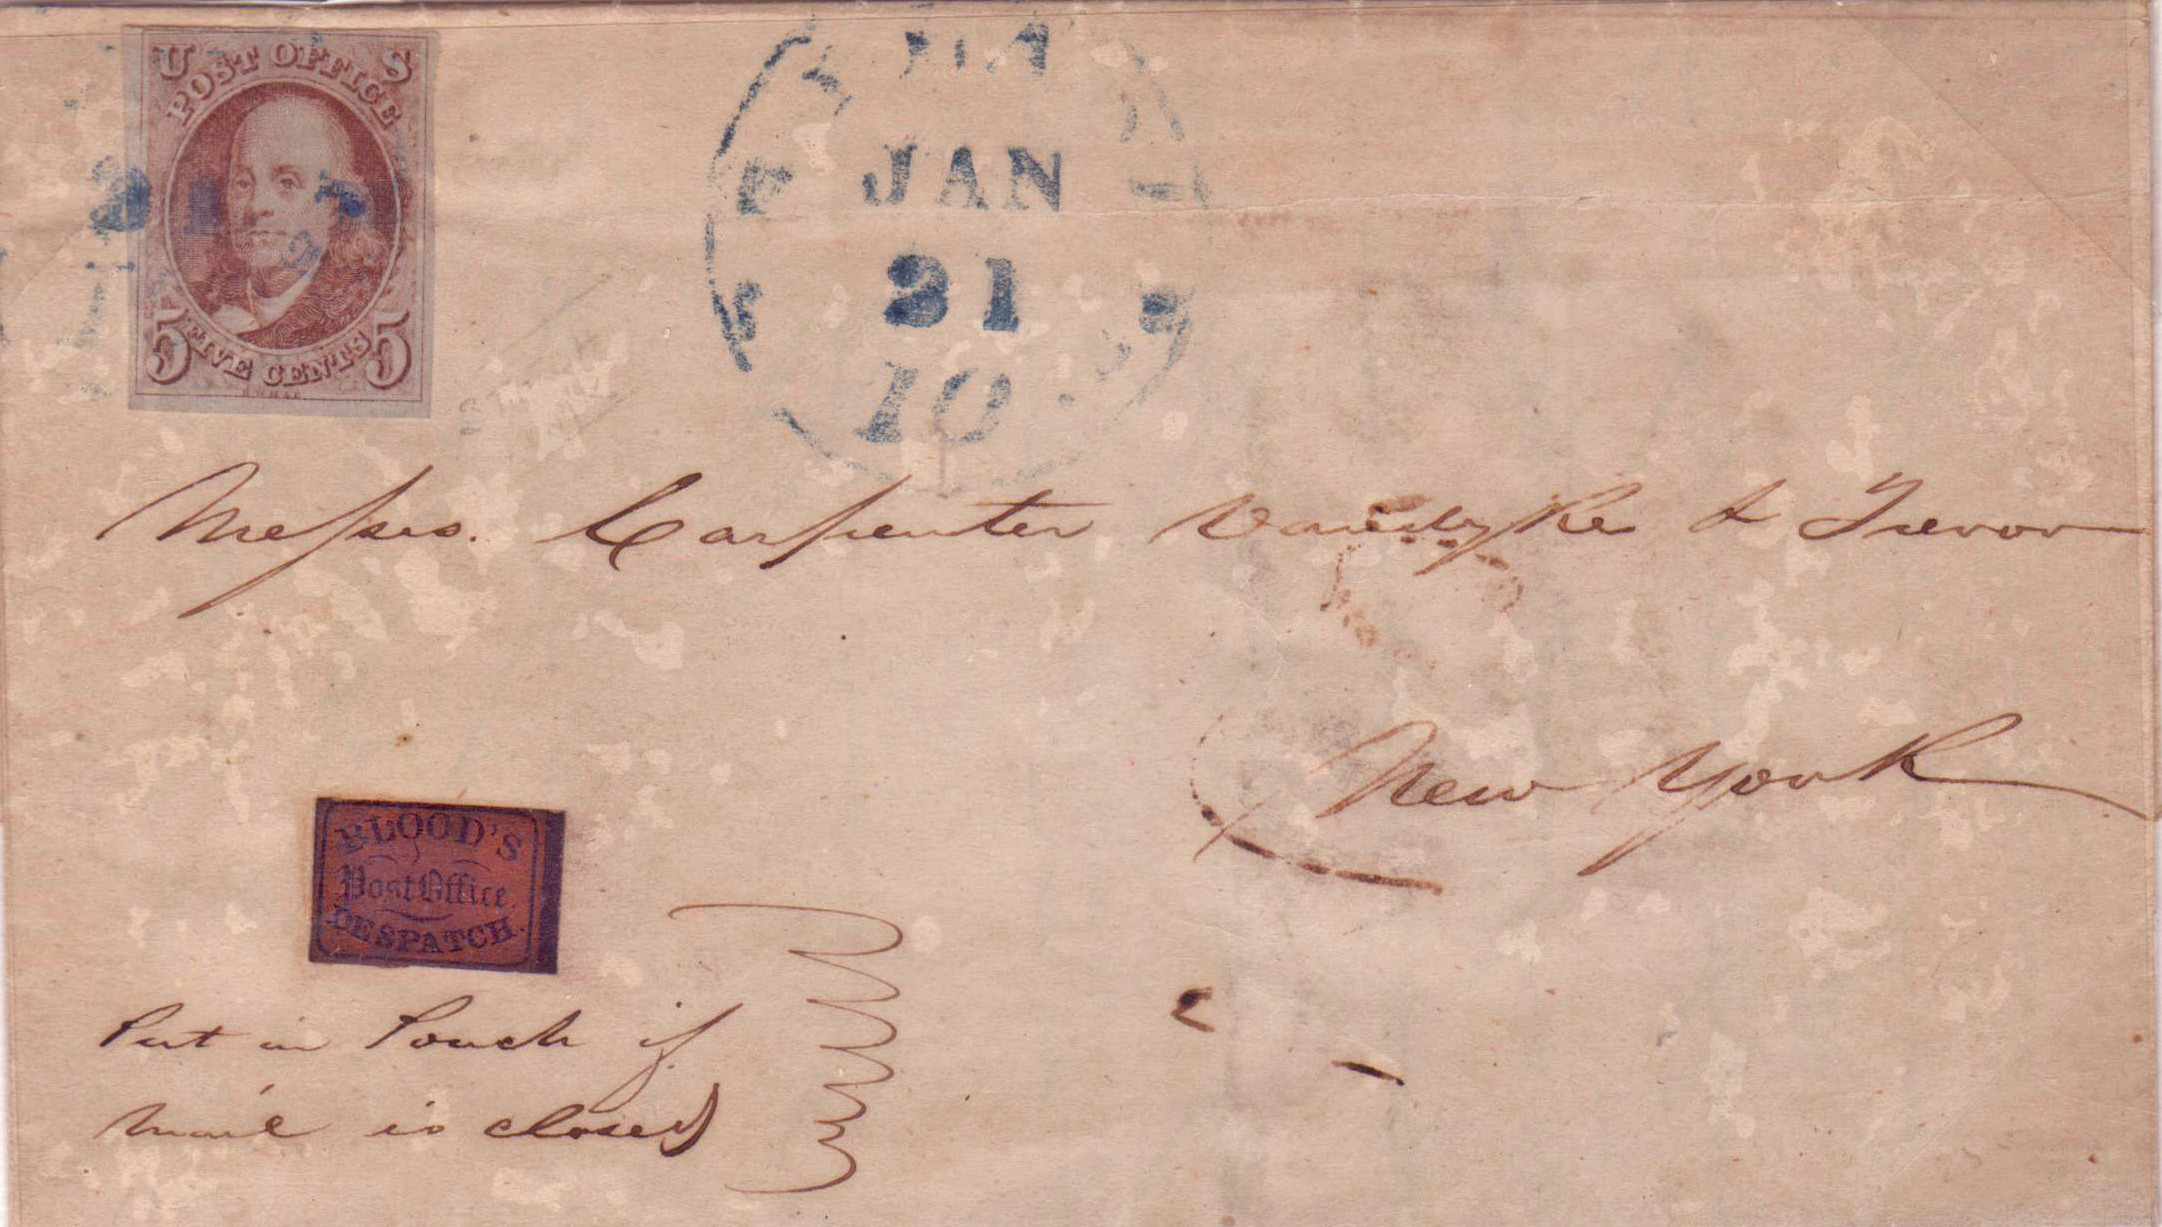 U S
POST OFFICE
5 FIVE CENTS 5
JAN
21
10
Messrs. Carpenter Vandyke & Trevor
New York
BLOOD'S
Post Office
DESPATCH.
Put in Pouch if
mail is closed